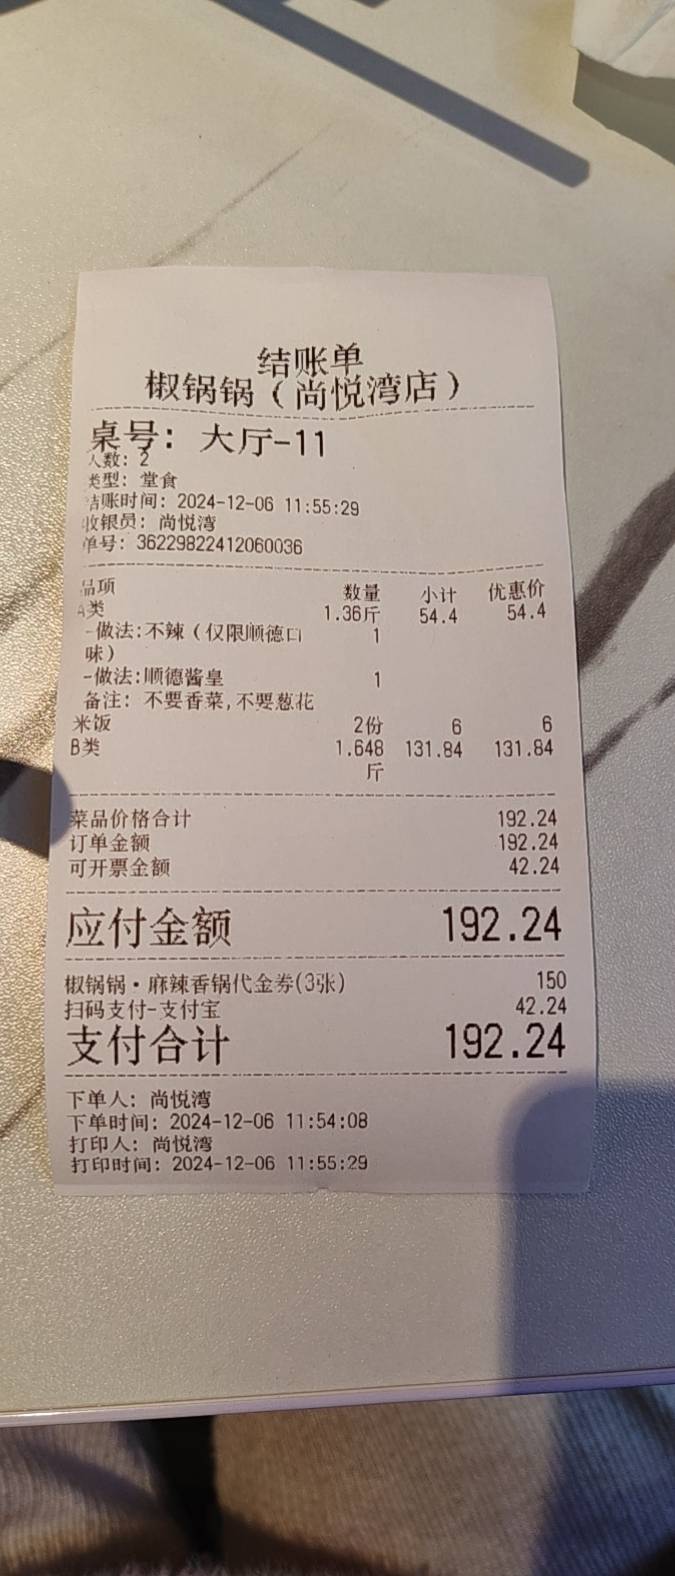 结账单
椒锅锅（尚悦湾店）
桌号： 大厅-11
人数: 2
类型: 堂食
结账时间: 2024-12-06 11:55:29
收银员: 尚悦湾
单号: 36229822412060036
品项 数量 小计 优惠价
A类 1.36斤 54.4 54.4
-做法:不辣（仅限顺德口 1
味）
-做法:顺德酱皇 1
备注: 不要香菜,不要葱花
米饭 2份 6 6
B类 1.648 131.84 131.84
斤
菜品价格合计 192.24
订单金额 192.24
可开票金额 42.24
应付金额 192.24
椒锅锅·麻辣香锅代金券(3张) 150
扫码支付-支付宝 42.24
支付合计 192.24
下单人: 尚悦湾
下单时间: 2024-12-06 11:54:08
打印人: 尚悦湾
打印时间: 2024-12-06 11:55:29